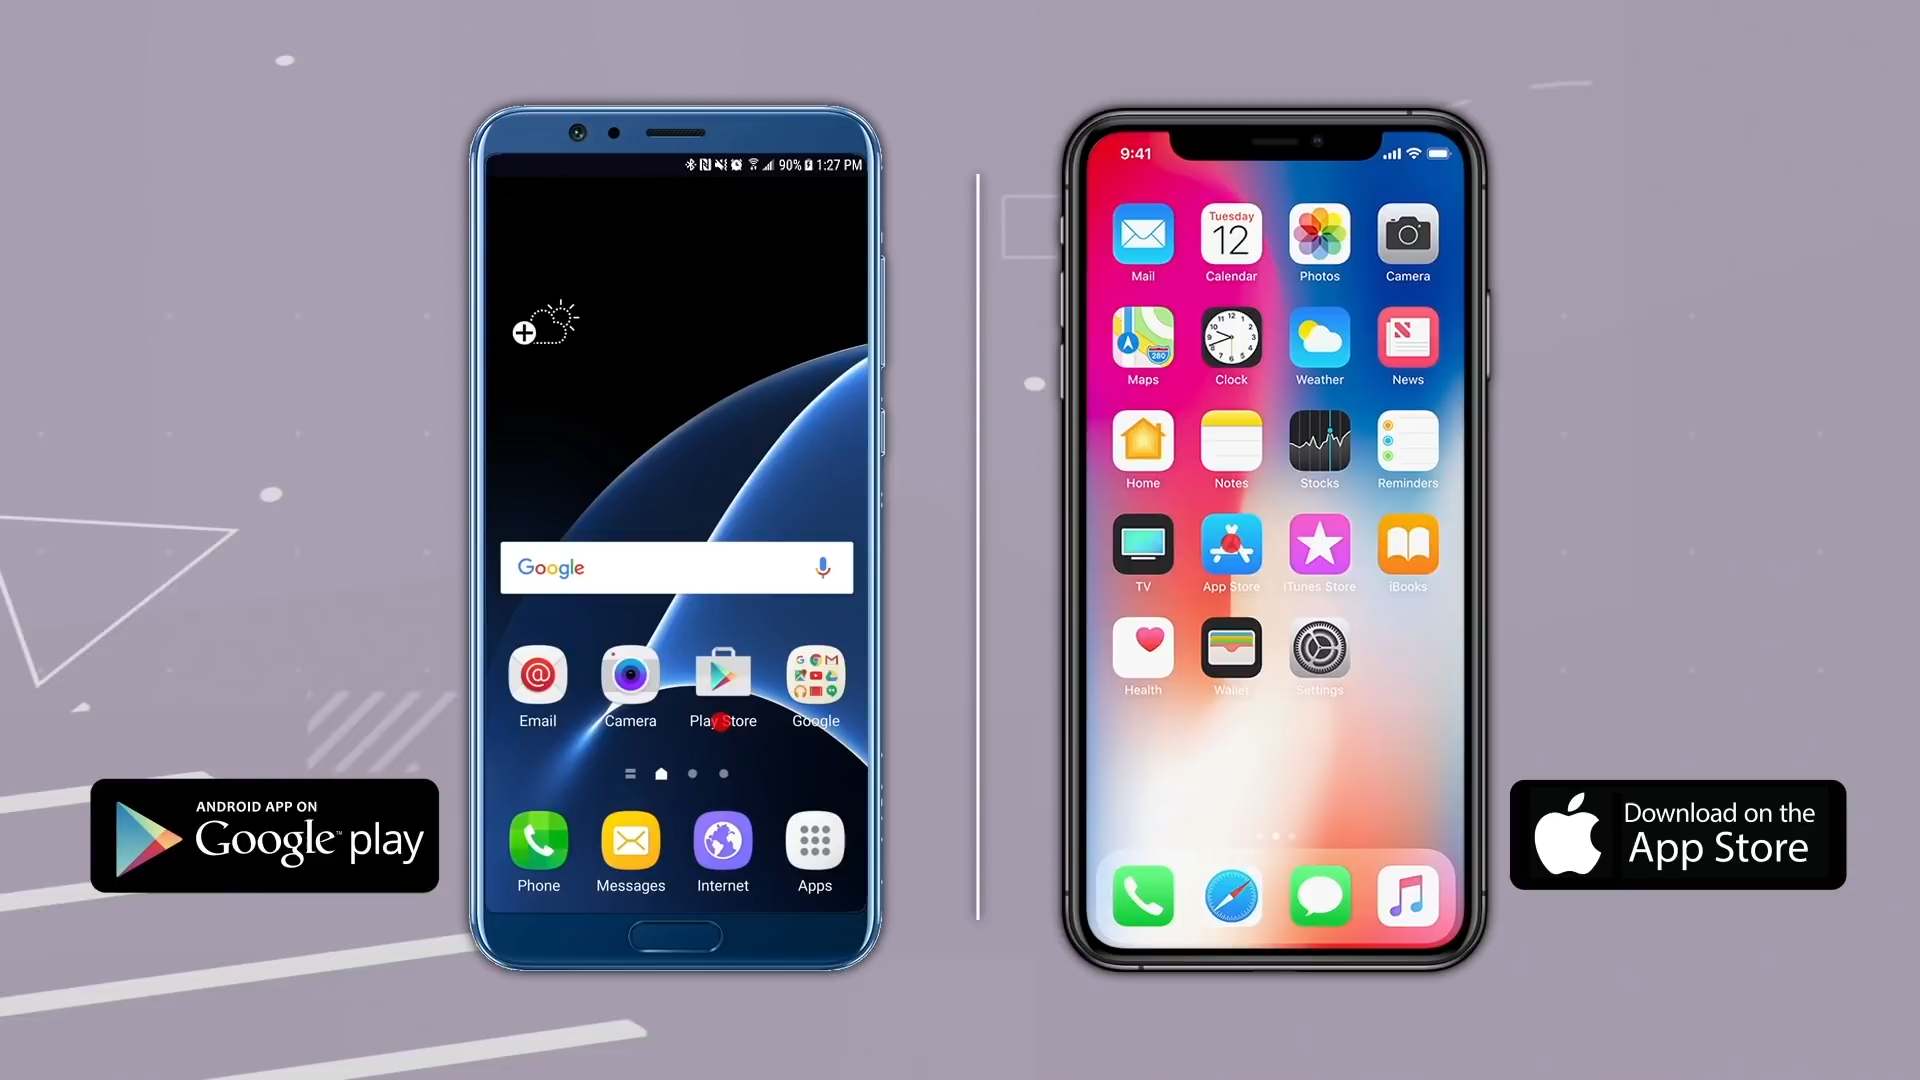 90% 1:27 PM
Google
Email
Camera
Play Store
Google
Phone
Messages
Internet
Apps
ANDROID APP ON
Google™ play
9:41
Tuesday
12
Mail
Calendar
Photos
Camera
280
Maps
Clock
Weather
News
Home
Notes
Stocks
Reminders
TV
App Store
iTunes Store
iBooks
Health
Wallet
Settings
Download on the
App Store